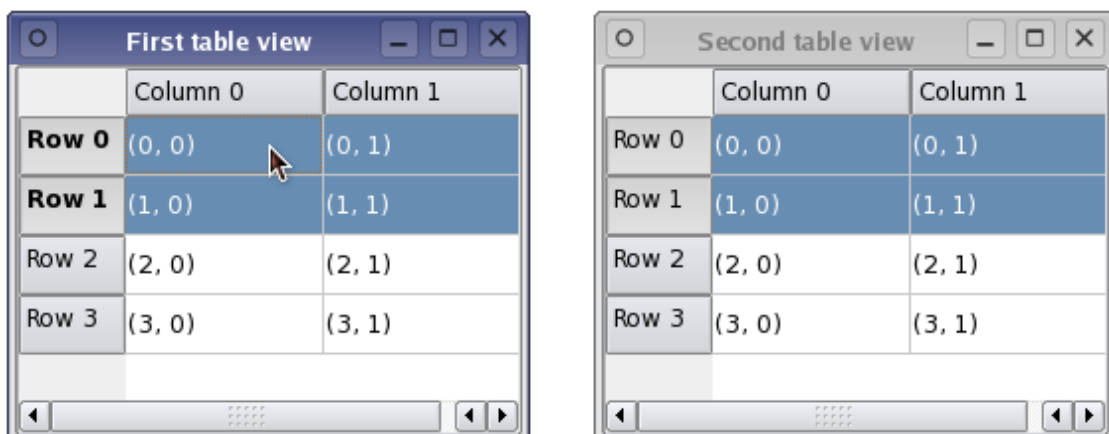 First table view
Column 0 Column 1
Row 0 (0, 0) (0, 1)
Row 1 (1, 0) (1, 1)
Row 2 (2, 0) (2, 1)
Row 3 (3, 0) (3, 1)
Second table view
Column 0 Column 1
Row 0 (0, 0) (0, 1)
Row 1 (1, 0) (1, 1)
Row 2 (2, 0) (2, 1)
Row 3 (3, 0) (3, 1)